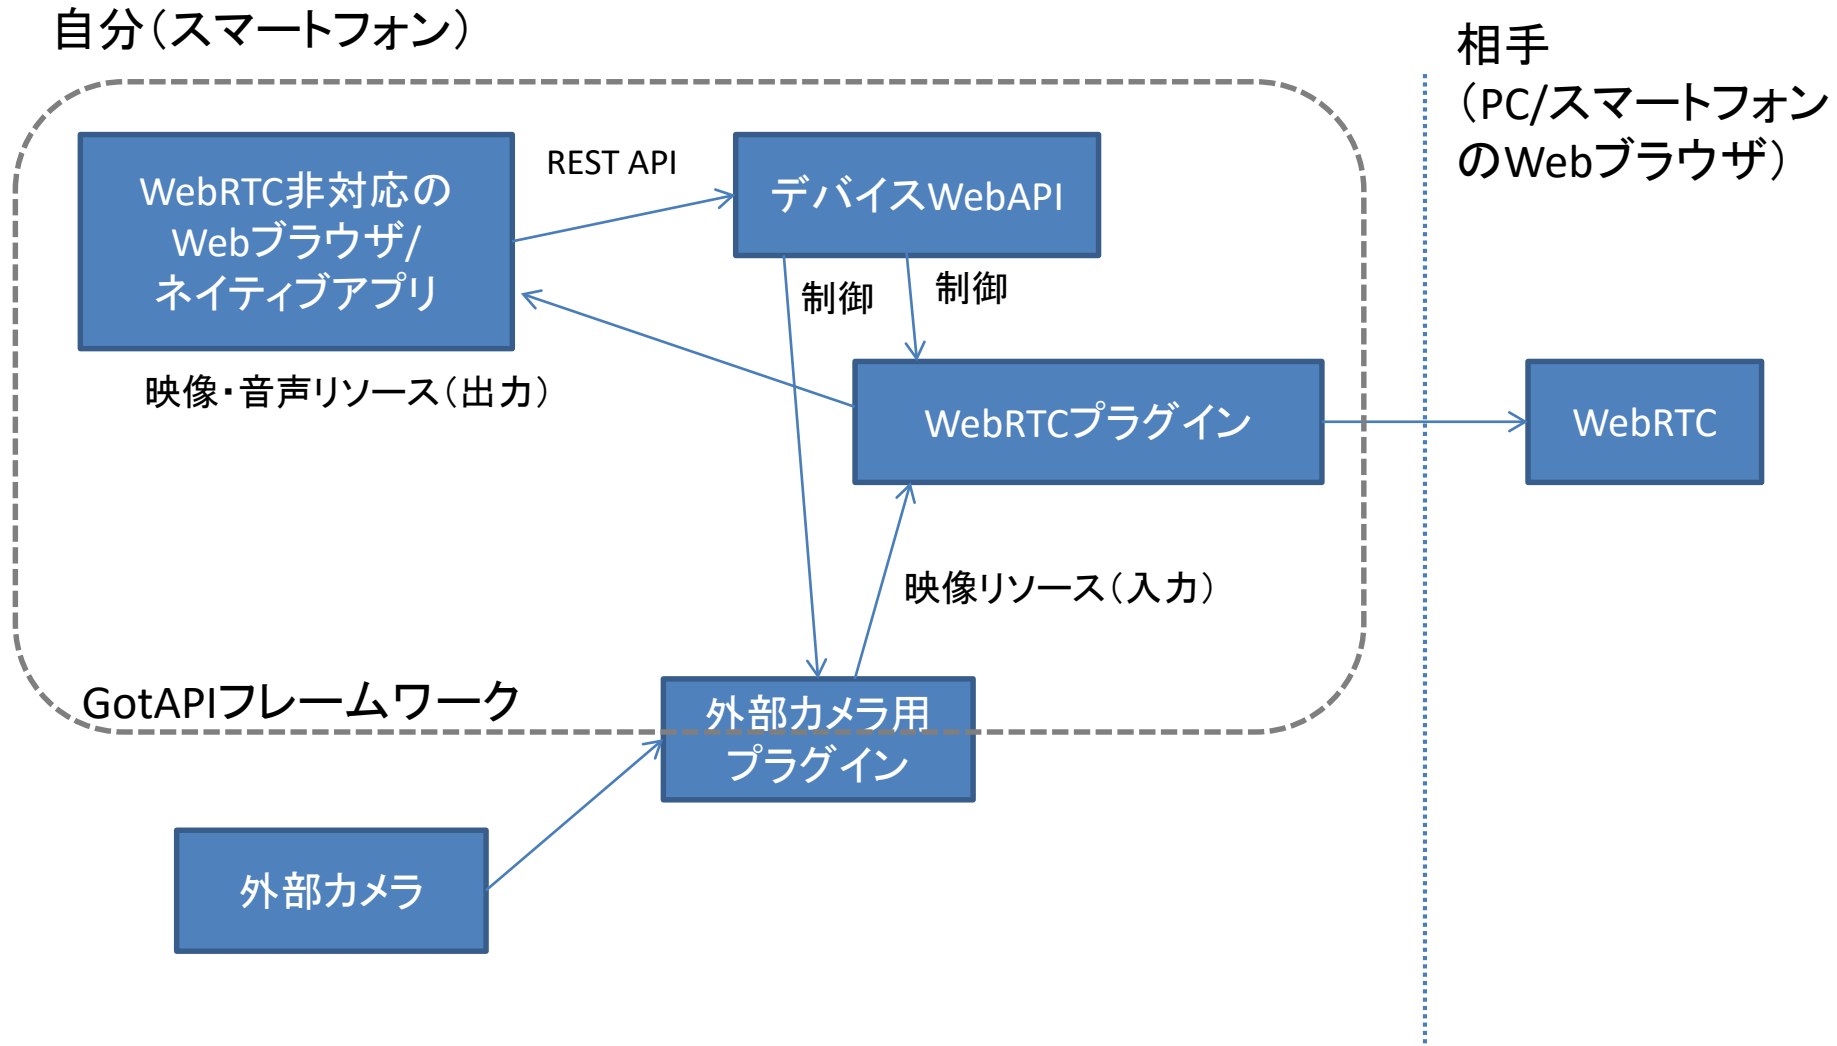 自分（スマートフォン）
相手
（PC/スマートフォン
のWebブラウザ）
WebRTC非対応の
Webブラウザ/
ネイティブアプリ
REST API
デバイスWebAPI
制御
制御
映像・音声リソース（出力）
WebRTCプラグイン
WebRTC
映像リソース（入力）
GotAPIフレームワーク
外部カメラ用
プラグイン
外部カメラ